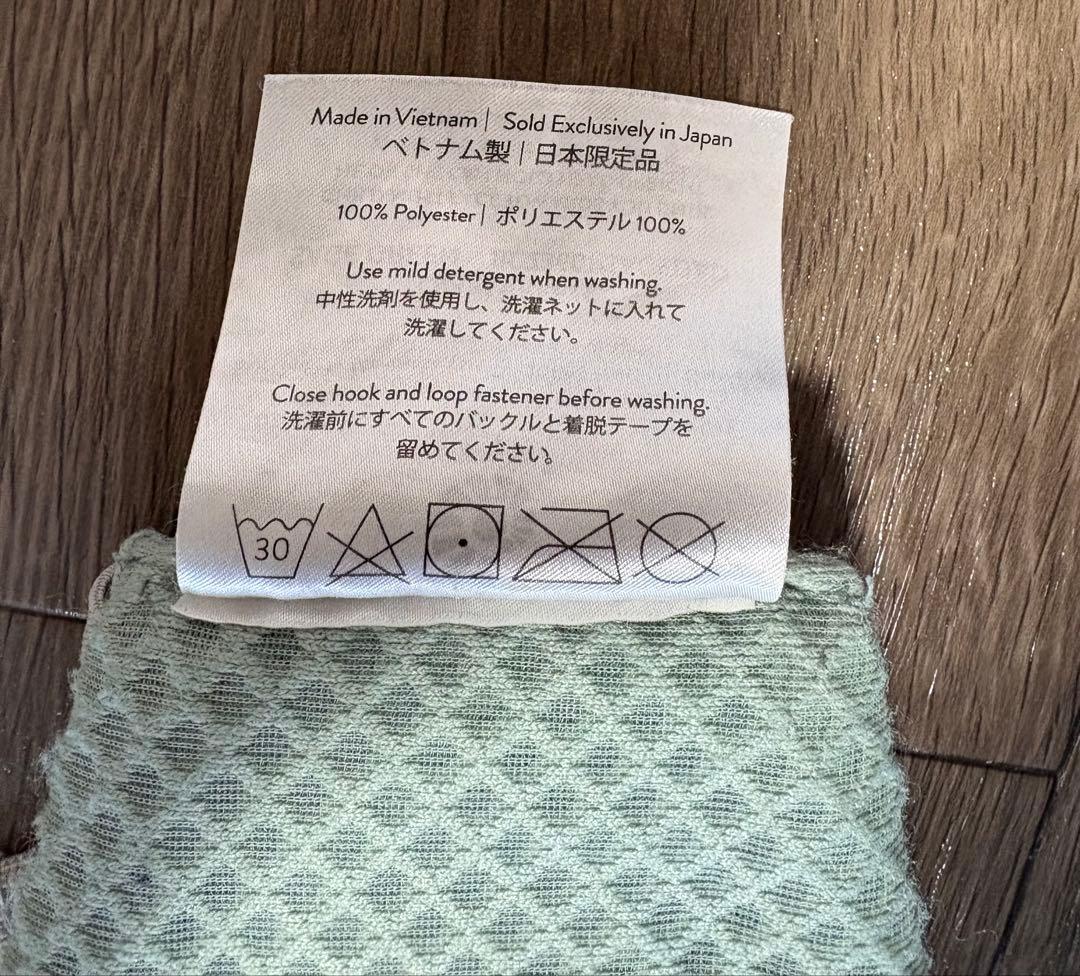 Made in Vietnam | Sold Exclusively in Japan
ベトナム製 | 日本限定品
100% Polyester | ポリエステル 100%
Use mild detergent when washing.
中性洗剤を使用し、洗濯ネットに入れて
洗濯してください。
Close hook and loop fastener before washing.
洗濯前にすべてのバックルと着脱テープを
留めてください。
30